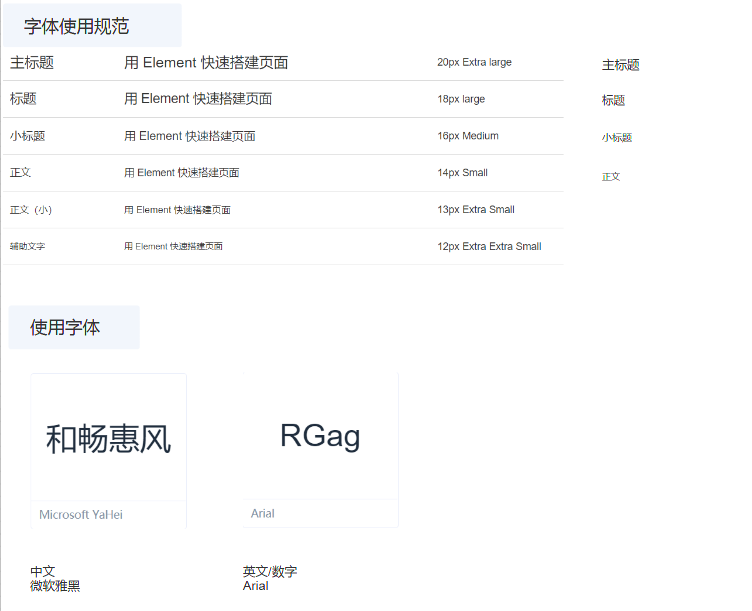 字体使用规范
主标题 用 Element 快速搭建页面 20px Extra large 主标题
标题 用 Element 快速搭建页面 18px large 标题
小标题 用 Element 快速搭建页面 16px Medium 小标题
正文 用 Element 快速搭建页面 14px Small 正文
正文（小） 用 Element 快速搭建页面 13px Extra Small
辅助文字 用 Element 快速搭建页面 12px Extra Extra Small
使用字体
和畅惠风 RGag
Microsoft YaHei Arial
中文 英文/数字
微软雅黑 Arial